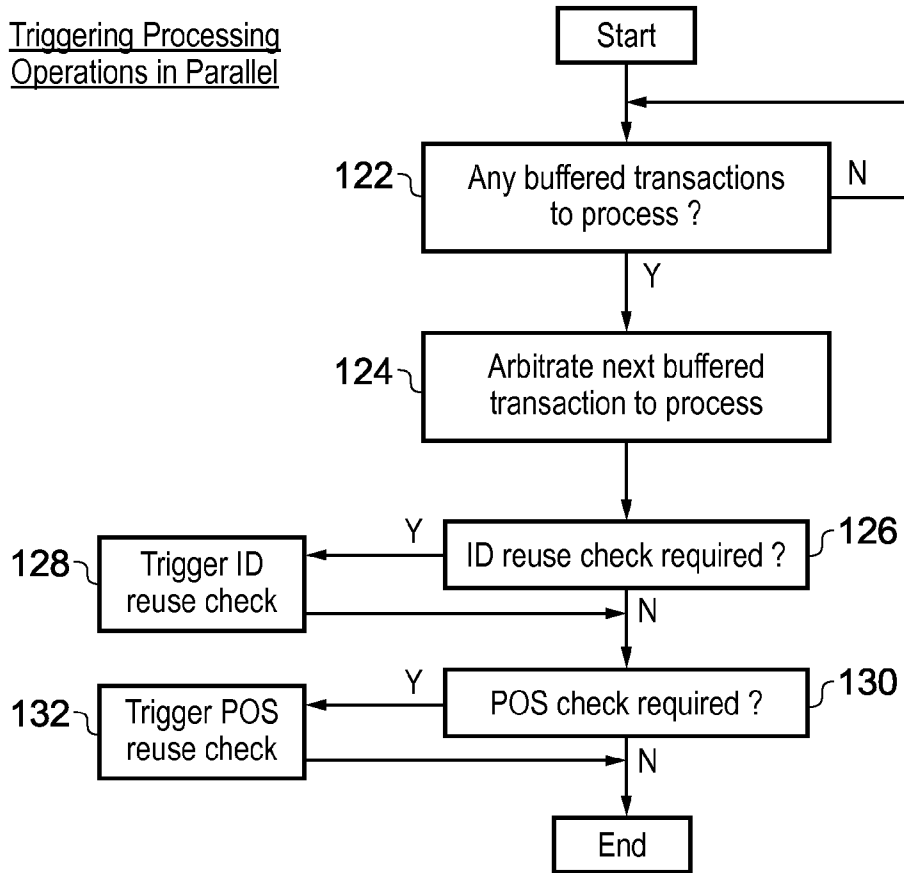 Triggering Processing
Operations in Parallel
Start
122
Any buffered transactions
to process ?
N
Y
124
Arbitrate next buffered
transaction to process
126
ID reuse check required ?
Y
128
Trigger ID
reuse check
N
130
POS check required ?
Y
132
Trigger POS
reuse check
N
End